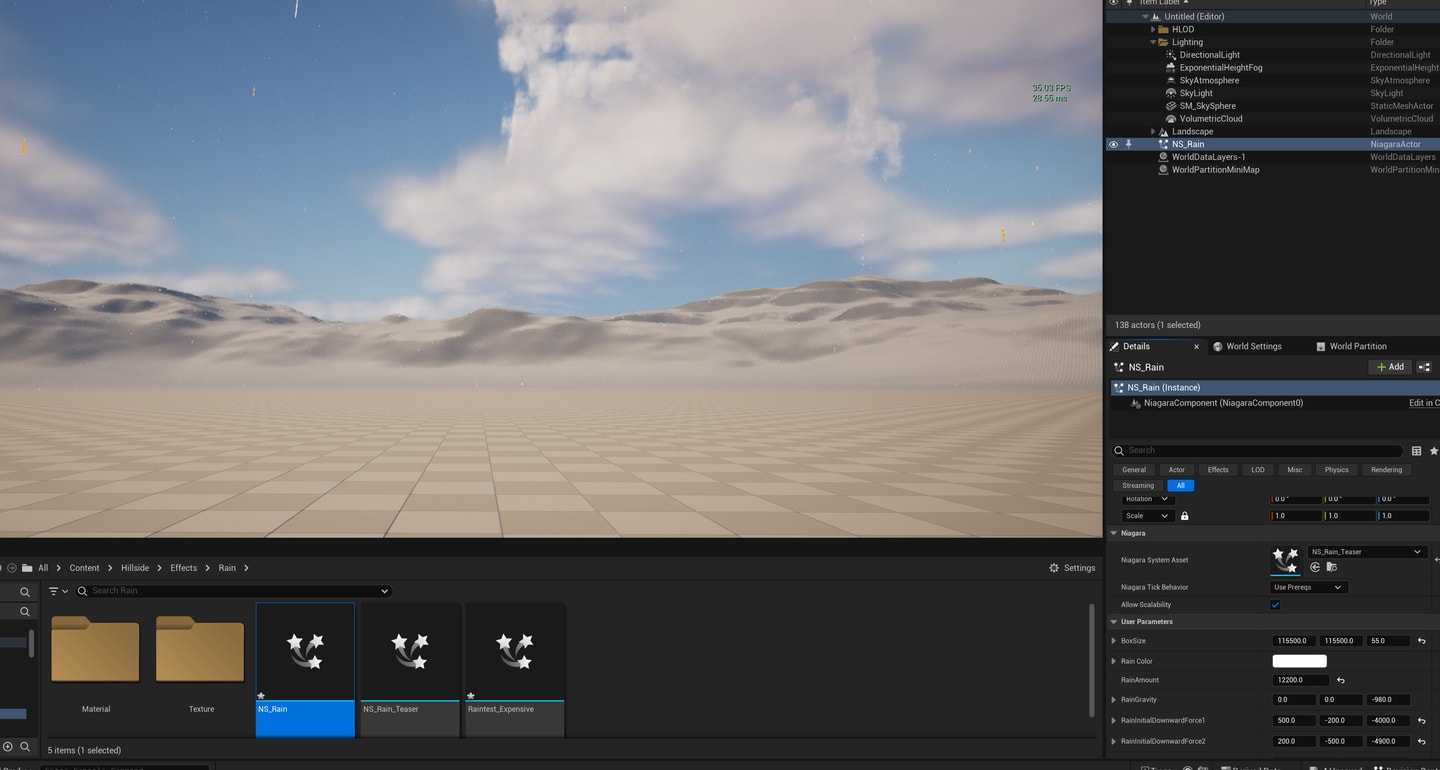 Item Label
Type
Untitled (Editor) World
HLOD Folder
Lighting Folder
DirectionalLight DirectionalLight
ExponentialHeightFog ExponentialHeight
SkyAtmosphere SkyAtmosphere
SkyLight SkyLight
SM_SkySphere StaticMeshActor
VolumetricCloud VolumetricCloud
Landscape Landscape
NS_Rain NiagaraActor
WorldDataLayers-1 WorldDataLayers
WorldPartitionMiniMap WorldPartitionMin
138 actors (1 selected)
35.03 FPS
28.55 ms
Details World Settings World Partition
NS_Rain Add
NS_Rain (Instance)
NiagaraComponent (NiagaraComponent0) Edit in C
Search
General Actor Effects LOD Misc Physics Rendering
Streaming All
Rotation 0.0° 0.0° 0.0°
Scale 1.0 1.0 1.0
Niagara
Niagara System Asset NS_Rain_Teaser
Niagara Tick Behavior Use Prereqs
Allow Scalability
User Parameters
BoxSize 115500.0 115500.0 55.0
Rain Color
RainAmount 12200.0
RainGravity 0.0 0.0 -980.0
RainInitialDownwardForce1 500.0 -200.0 -4000.0
RainInitialDownwardForce2 200.0 -500.0 -4900.0
All Content Hillside Effects Rain Settings
Search Rain
Material Texture NS_Rain NS_Rain_Teaser Raintest_Expensive
5 items (1 selected)